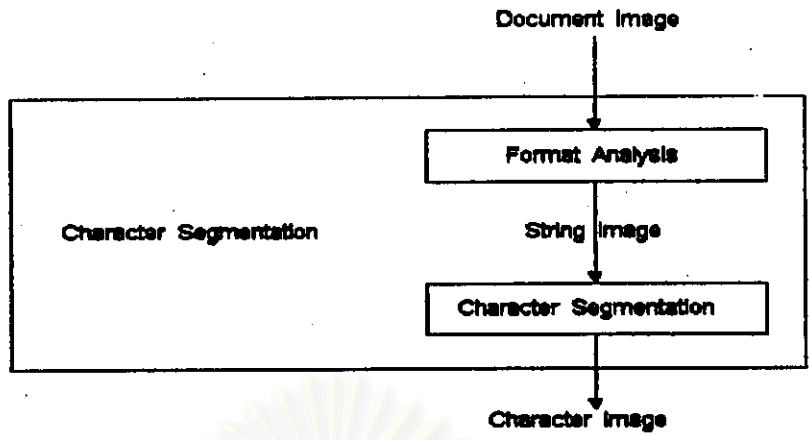 Document Image
Format Analysis
Character Segmentation
String Image
Character Segmentation
Character Image